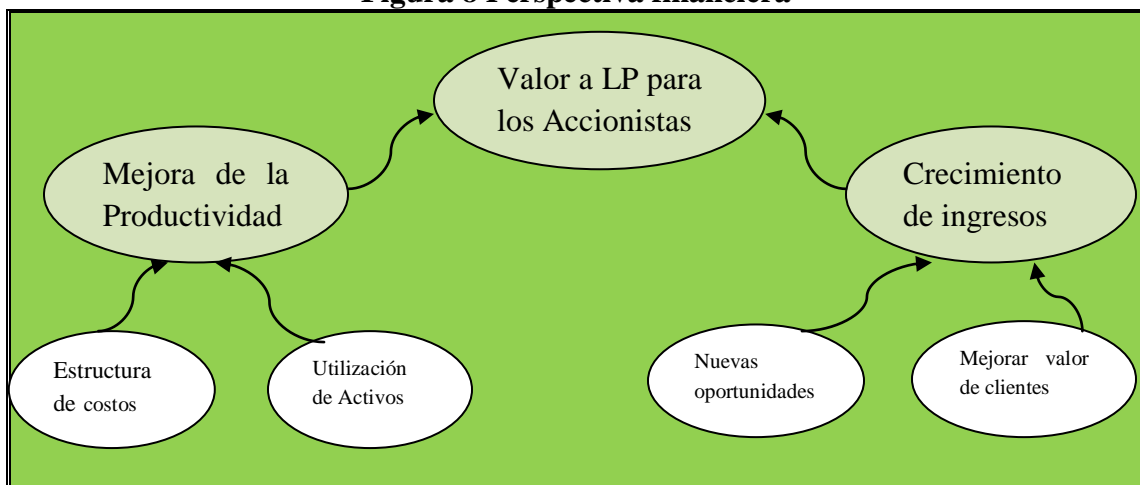 Figura 8 Perspectiva financiera
Valor a LP para
los Accionistas
Mejora de la
Productividad
Crecimiento
de ingresos
Estructura
de costos
Utilización
de Activos
Nuevas
oportunidades
Mejorar valor
de clientes